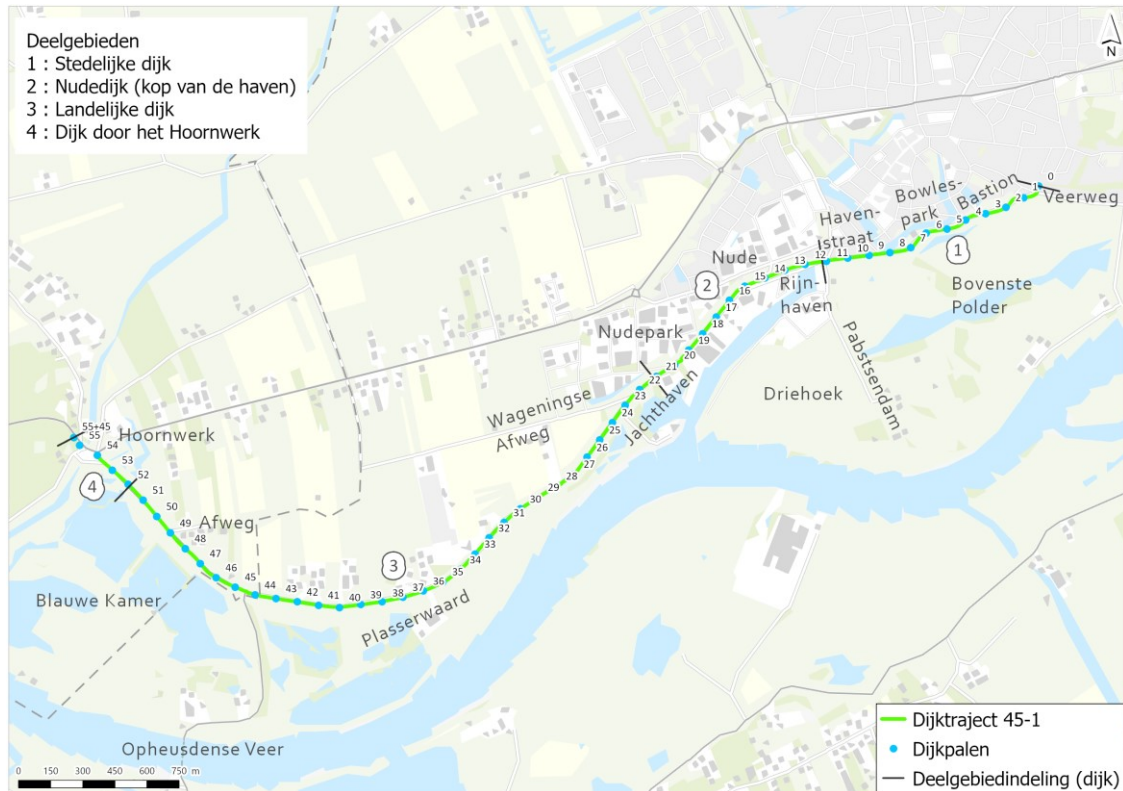 Deelgebieden
1 : Stedelijke dijk
2 : Nudedijk (kop van de haven)
3 : Landelijke dijk
4 : Dijk door het Hoornwerk
N
0
1
Veerweg
2
3
4
Bastion
5
6
Bowles-
park
7
8
9
10
11
12
Haven-
straat
1
Bovenste
Polder
13
14
15
Nude
Rijn-
haven
2
16
17
18
19
20
21
22
Nudepark
Pabstsendam
Driehoek
Jachthaven
23
24
25
26
27
28
Wageningse
Afweg
29
30
31
32
33
34
35
36
37
38
39
40
41
42
43
44
45
46
47
48
49
50
51
52
53
54
55
55+45
Hoornwerk
4
Afweg
3
Plasserwaard
Blauwe Kamer
Opheusdense Veer
0 150 300 450 600 750 m
Dijktraject 45-1
Dijkpalen
Deelgebiedindeling (dijk)